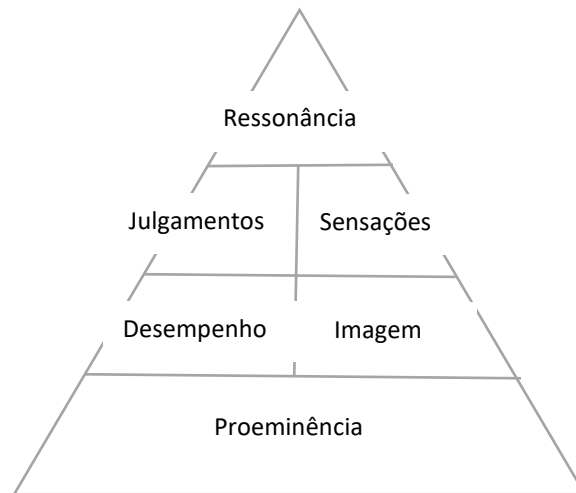 Ressonância
Julgamentos Sensações
Desempenho Imagem
Proeminência